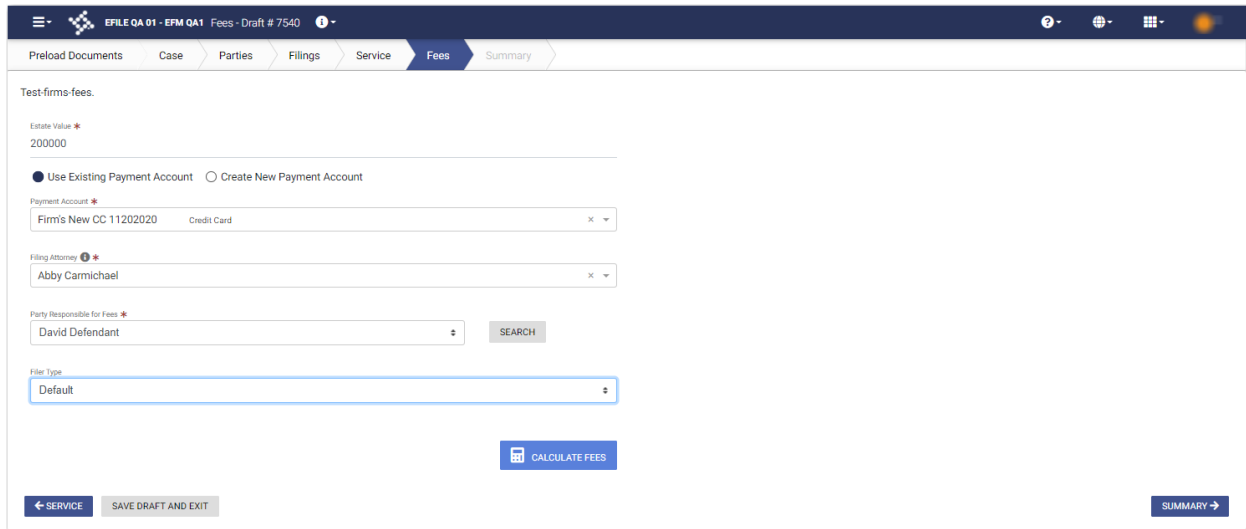 EFILE QA 01 - EFM QA1 Fees - Draft # 7540
Preload Documents Case Parties Filings Service Fees Summary
Test-firms-fees.
Estate Value *
200000
Use Existing Payment Account Create New Payment Account
Payment Account *
Firm's New CC 11202020 Credit Card
Filing Attorney *
Abby Carmichael
Party Responsible for Fees *
David Defendant SEARCH
Filer Type
Default
CALCULATE FEES
← SERVICE SAVE DRAFT AND EXIT SUMMARY →